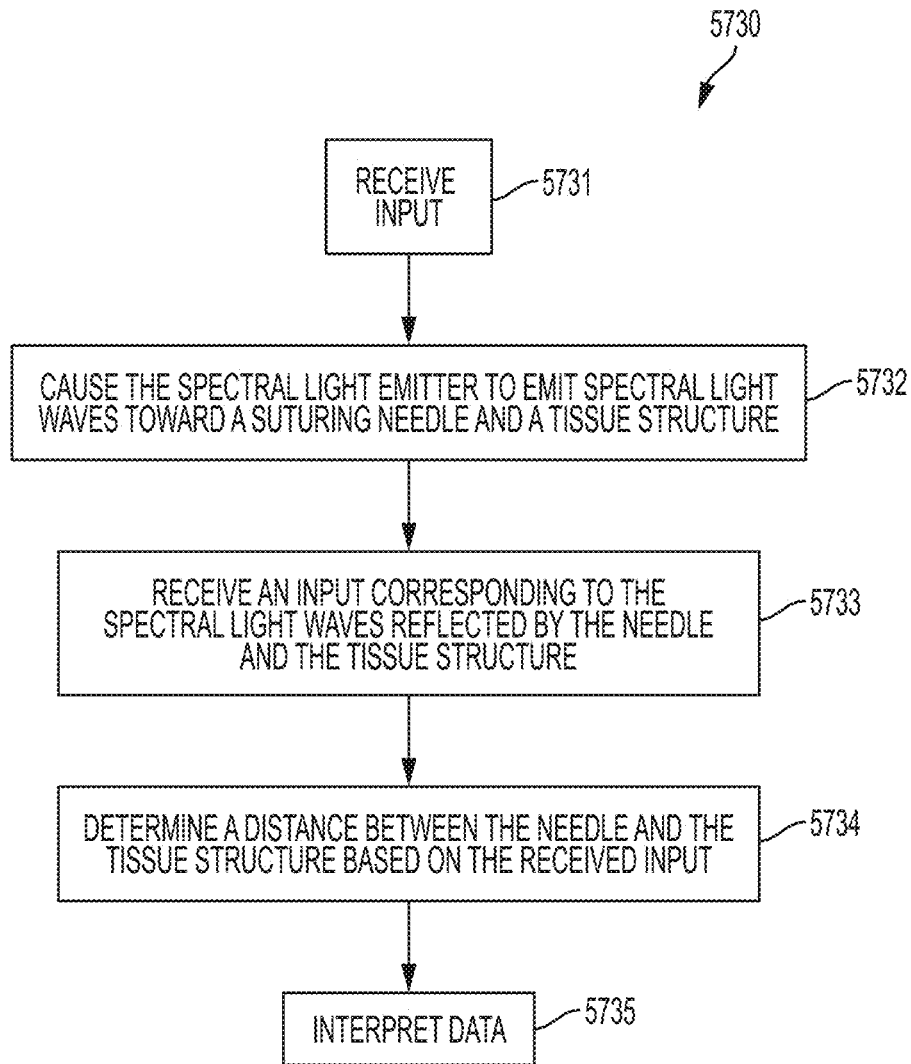 5730
RECEIVE
INPUT
5731
CAUSE THE SPECTRAL LIGHT EMITTER TO EMIT SPECTRAL LIGHT
WAVES TOWARD A SUTURING NEEDLE AND A TISSUE STRUCTURE
5732
RECEIVE AN INPUT CORRESPONDING TO THE
SPECTRAL LIGHT WAVES REFLECTED BY THE NEEDLE
AND THE TISSUE STRUCTURE
5733
DETERMINE A DISTANCE BETWEEN THE NEEDLE AND THE
TISSUE STRUCTURE BASED ON THE RECEIVED INPUT
5734
INTERPRET DATA
5735